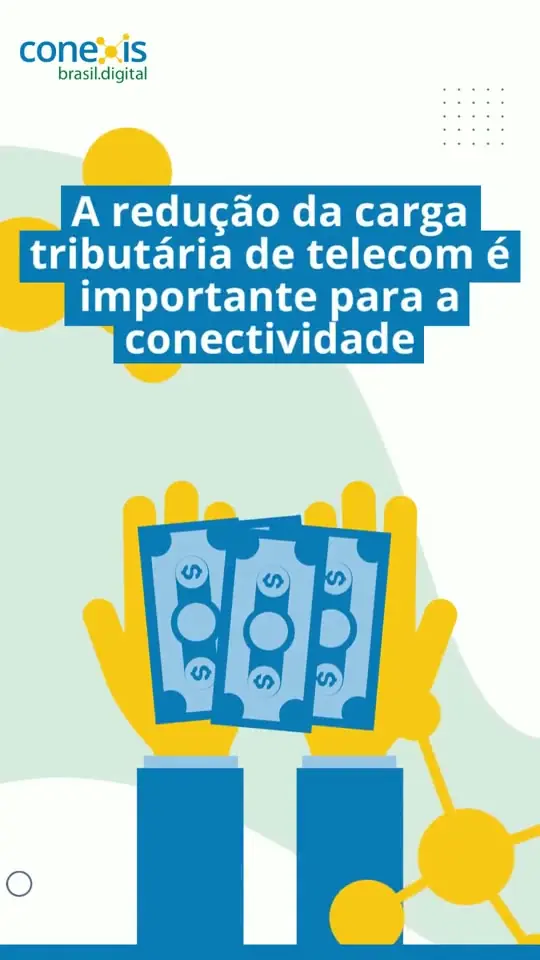 conexis
brasil.digital
A redução da carga
tributária de telecom é
importante para a
conectividade
$ $ $
$ $ $